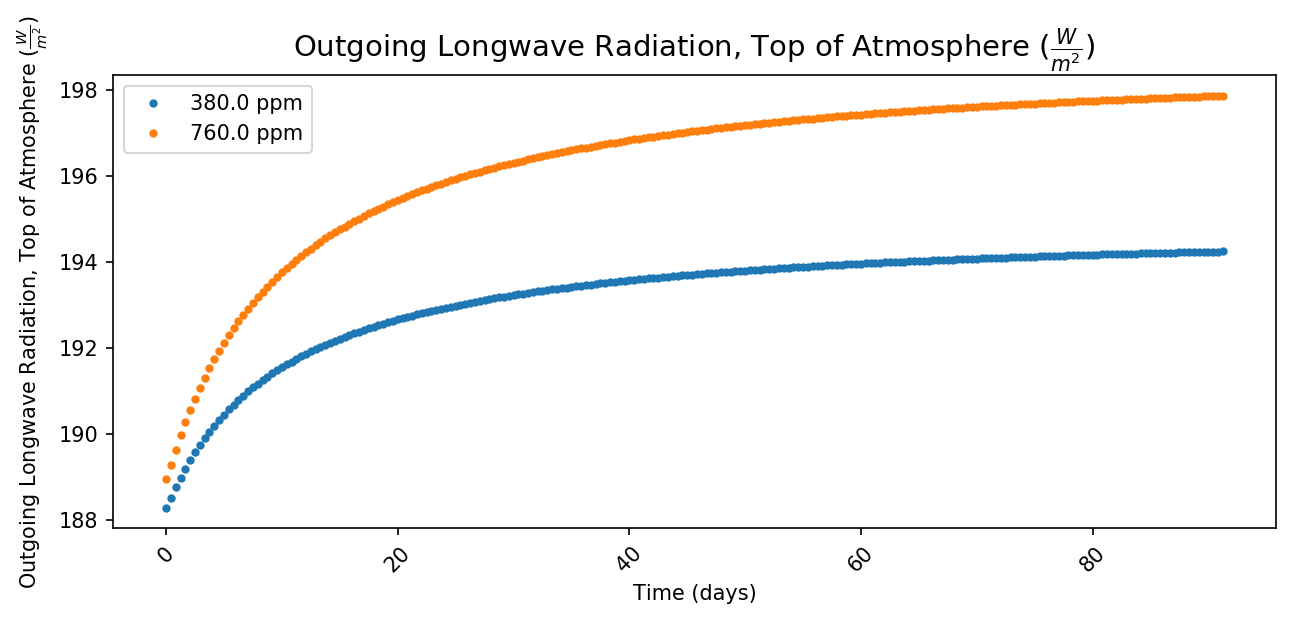 Outgoing Longwave Radiation, Top of Atmosphere (W/m²)
380.0 ppm
760.0 ppm
Outgoing Longwave Radiation, Top of Atmosphere (W/m²)
198
196
194
192
190
188
0
20
40
60
80
Time (days)